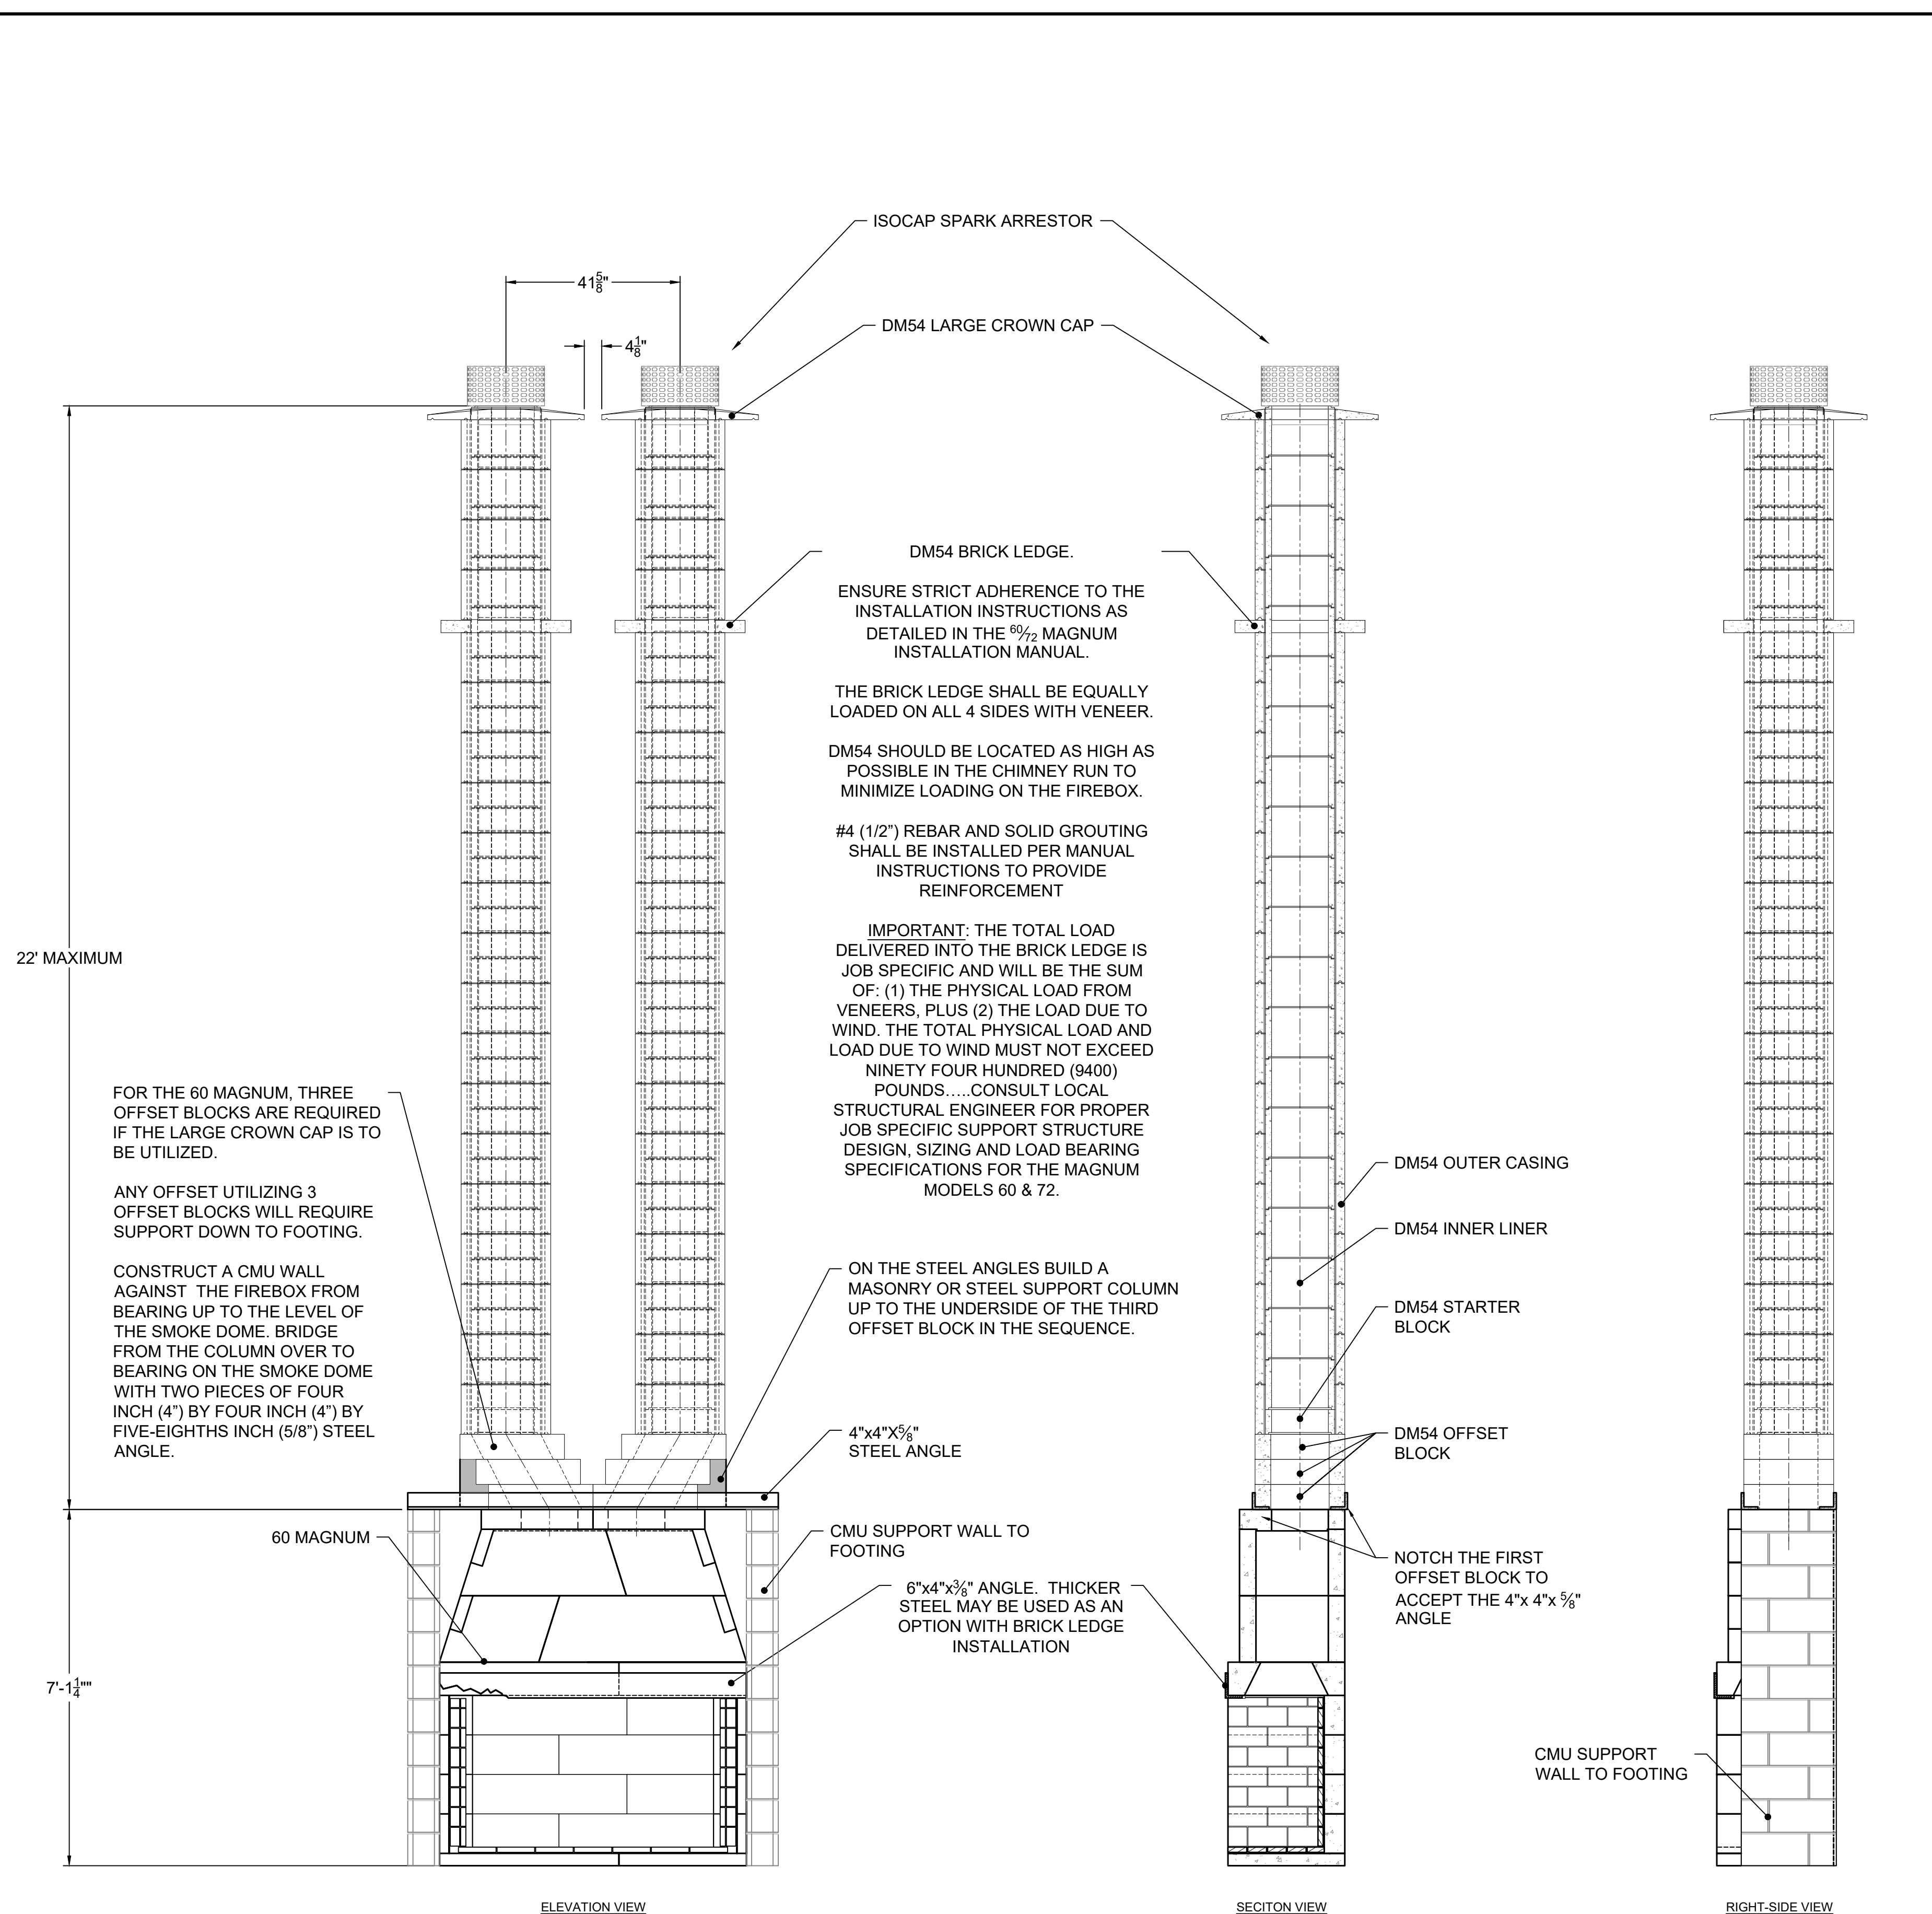 ISOCAP SPARK ARRESTOR
41 5/8"
DM54 LARGE CROWN CAP
4 1/8"
DM54 BRICK LEDGE.
ENSURE STRICT ADHERENCE TO THE
INSTALLATION INSTRUCTIONS AS
DETAILED IN THE 60/72 MAGNUM
INSTALLATION MANUAL.
THE BRICK LEDGE SHALL BE EQUALLY
LOADED ON ALL 4 SIDES WITH VENEER.
DM54 SHOULD BE LOCATED AS HIGH AS
POSSIBLE IN THE CHIMNEY RUN TO
MINIMIZE LOADING ON THE FIREBOX.
#4 (1/2”) REBAR AND SOLID GROUTING
SHALL BE INSTALLED PER MANUAL
INSTRUCTIONS TO PROVIDE
REINFORCEMENT
IMPORTANT: THE TOTAL LOAD
DELIVERED INTO THE BRICK LEDGE IS
JOB SPECIFIC AND WILL BE THE SUM
OF: (1) THE PHYSICAL LOAD FROM
VENEERS, PLUS (2) THE LOAD DUE TO
WIND. THE TOTAL PHYSICAL LOAD AND
LOAD DUE TO WIND MUST NOT EXCEED
NINETY FOUR HUNDRED (9400)
POUNDS…..CONSULT LOCAL
STRUCTURAL ENGINEER FOR PROPER
JOB SPECIFIC SUPPORT STRUCTURE
DESIGN, SIZING AND LOAD BEARING
SPECIFICATIONS FOR THE MAGNUM
MODELS 60 & 72.
22' MAXIMUM
FOR THE 60 MAGNUM, THREE
OFFSET BLOCKS ARE REQUIRED
IF THE LARGE CROWN CAP IS TO
BE UTILIZED.
ANY OFFSET UTILIZING 3
OFFSET BLOCKS WILL REQUIRE
SUPPORT DOWN TO FOOTING.
CONSTRUCT A CMU WALL
AGAINST THE FIREBOX FROM
BEARING UP TO THE LEVEL OF
THE SMOKE DOME. BRIDGE
FROM THE COLUMN OVER TO
BEARING ON THE SMOKE DOME
WITH TWO PIECES OF FOUR
INCH (4”) BY FOUR INCH (4”) BY
FIVE-EIGHTHS INCH (5/8”) STEEL
ANGLE.
ON THE STEEL ANGLES BUILD A
MASONRY OR STEEL SUPPORT COLUMN
UP TO THE UNDERSIDE OF THE THIRD
OFFSET BLOCK IN THE SEQUENCE.
4"x4"X5/8"
STEEL ANGLE
60 MAGNUM
CMU SUPPORT WALL TO
FOOTING
6"x4"x3/8" ANGLE. THICKER
STEEL MAY BE USED AS AN
OPTION WITH BRICK LEDGE
INSTALLATION
7'-1 1/4""
DM54 OUTER CASING
DM54 INNER LINER
DM54 STARTER
BLOCK
DM54 OFFSET
BLOCK
NOTCH THE FIRST
OFFSET BLOCK TO
ACCEPT THE 4"x 4"x 5/8"
ANGLE
CMU SUPPORT
WALL TO FOOTING
ELEVATION VIEW
SECITON VIEW
RIGHT-SIDE VIEW